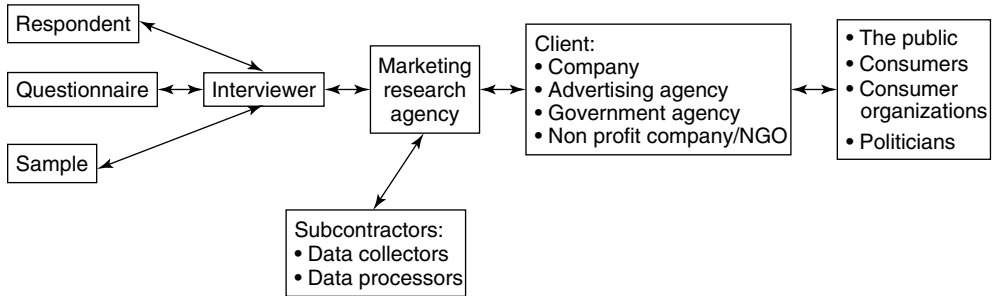 Respondent
Questionnaire
Sample
Interviewer
Marketing
research
agency
Subcontractors:
• Data collectors
• Data processors
Client:
• Company
• Advertising agency
• Government agency
• Non profit company/NGO
• The public
• Consumers
• Consumer
organizations
• Politicians